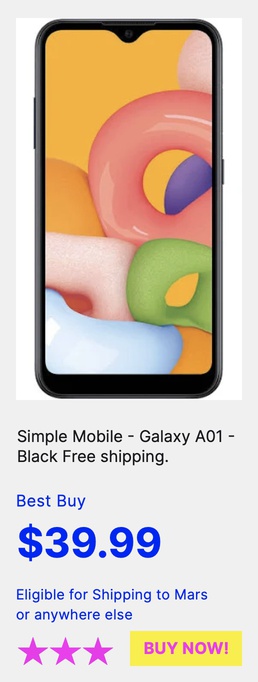 Simple Mobile - Galaxy A01 -
Black Free shipping.
Best Buy
$39.99
Eligible for Shipping to Mars
or anywhere else
BUY NOW!